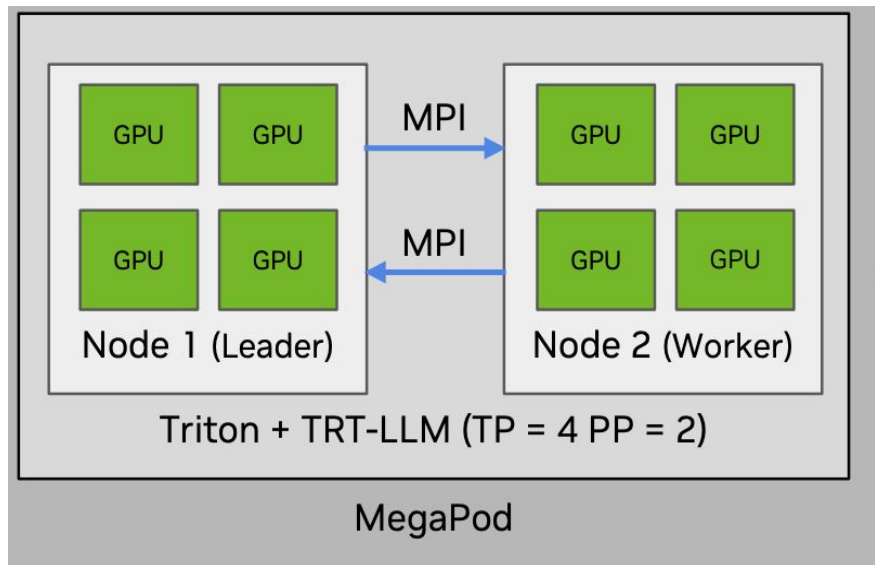 GPU GPU MPI GPU GPU
GPU GPU MPI GPU GPU
Node 1 (Leader) Node 2 (Worker)
Triton + TRT-LLM (TP = 4 PP = 2)
MegaPod